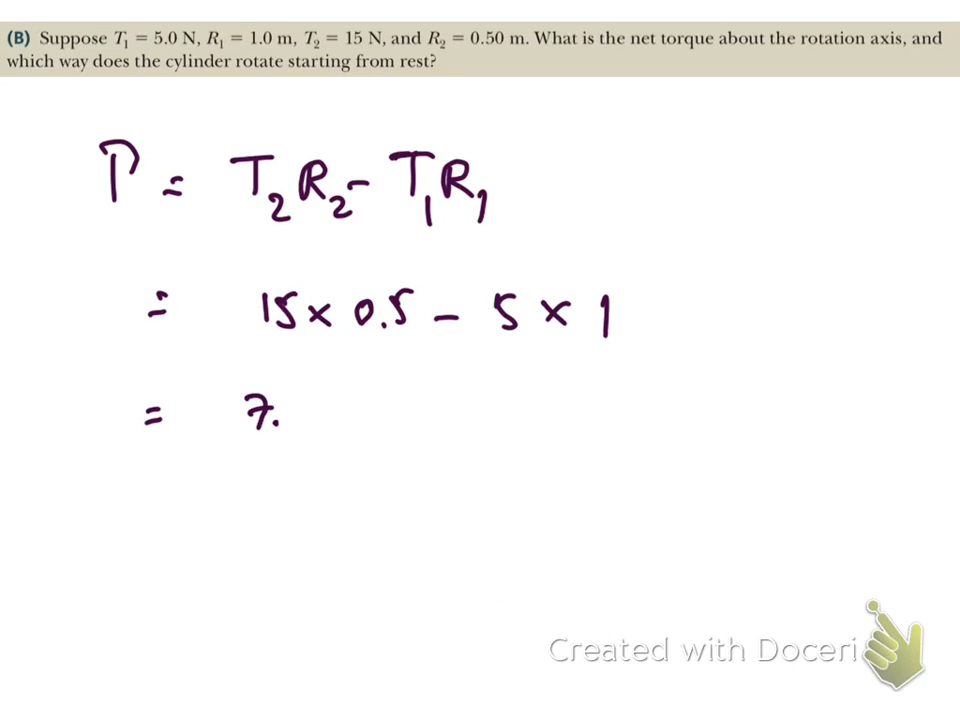 (B) Suppose T₁ = 5.0 N, R₁ = 1.0 m, T₂ = 15 N, and R₂ = 0.50 m. What is the net torque about the rotation axis, and
which way does the cylinder rotate starting from rest?
τ = T₂R₂ - T₁R₁
= 15 × 0.5 - 5 × 1
= 7.
Created with Doceri